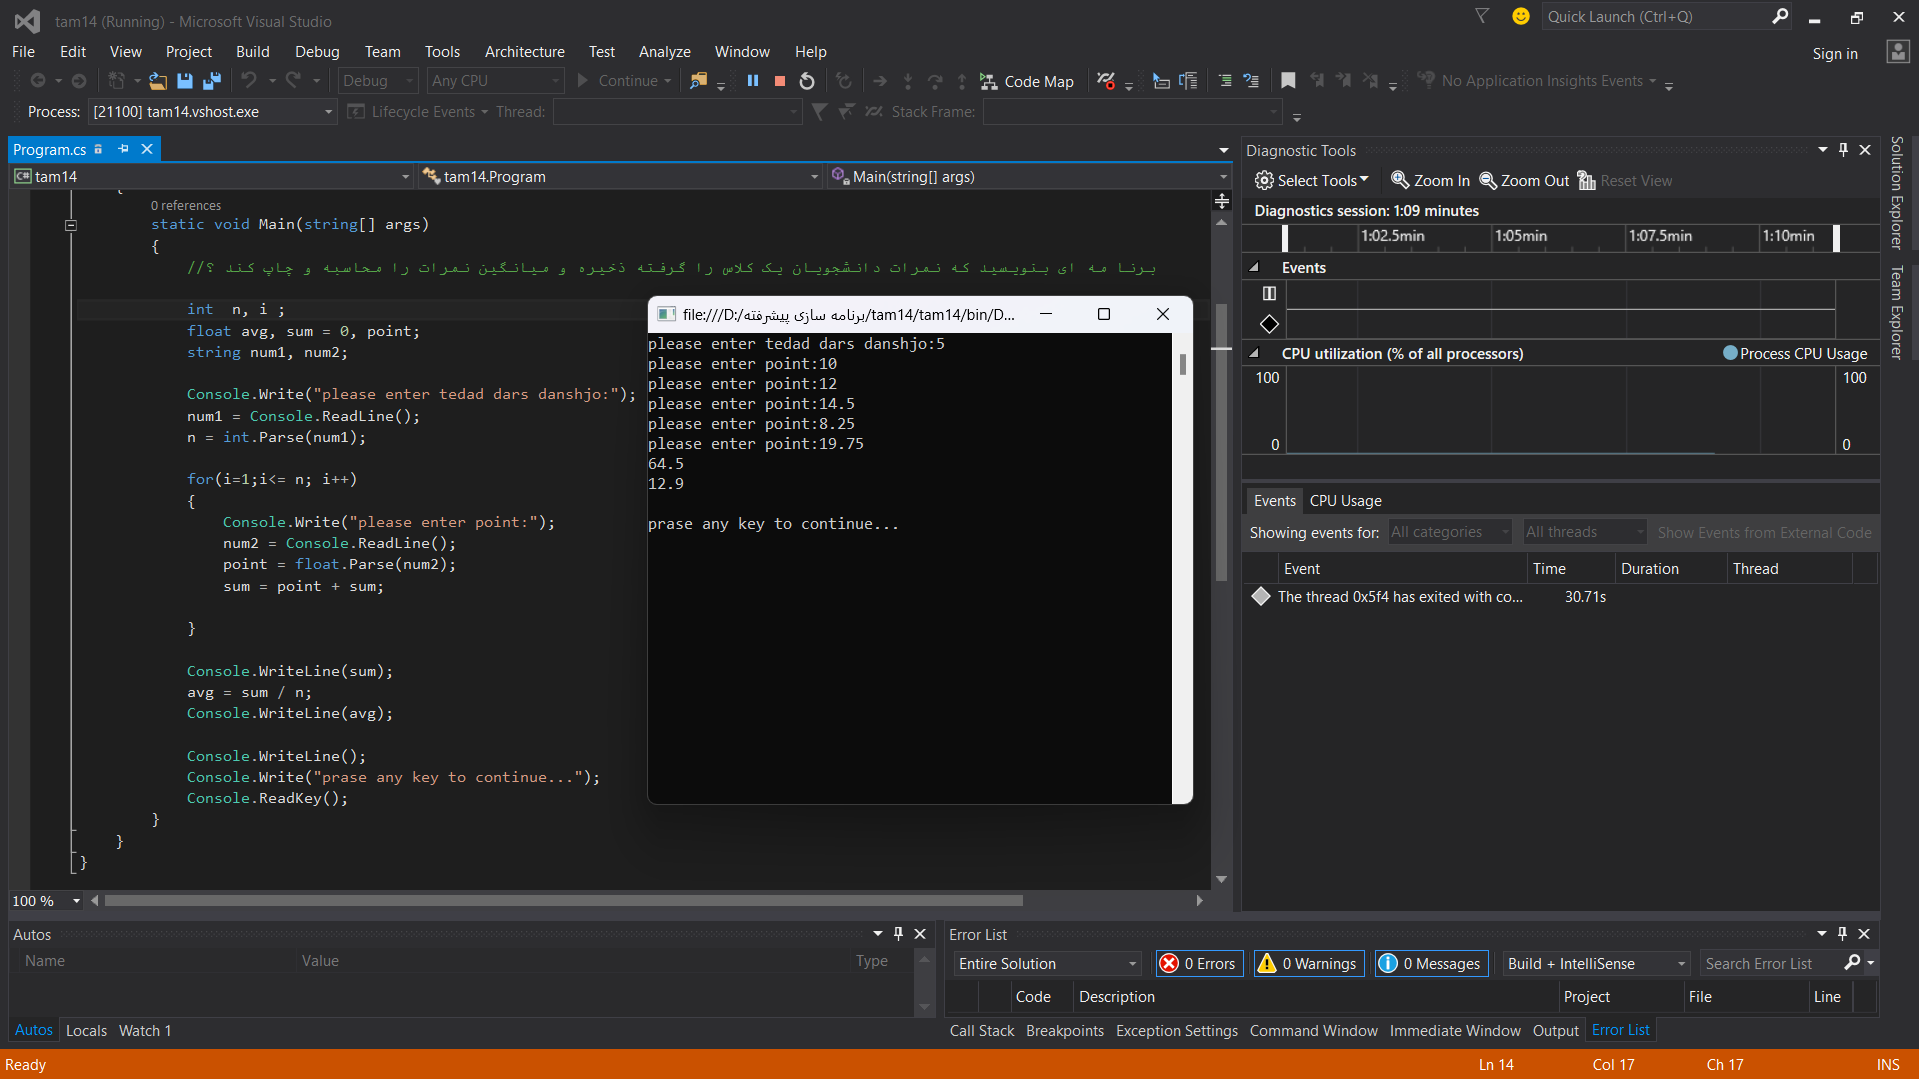 tam14 (Running) - Microsoft Visual Studio
Quick Launch (Ctrl+Q)
File Edit View Project Build Debug Team Tools Architecture Test Analyze Window Help
Sign in
Debug Any CPU Continue Code Map No Application Insights Events
Process: [21100] tam14.vshost.exe Lifecycle Events Thread: Stack Frame:
Program.cs
tam14 tam14.Program Main(string[] args)
{
0 references
static void Main(string[] args)
{
//برنا مه ای بنویسید که نمرات دانشجویان یک کلاس را گرفته ذخیره و میانگین نمرات را محاسبه و چاپ کند ؟
int  n, i ;
float avg, sum = 0, point;
string num1, num2;
Console.Write("please enter tedad dars danshjo:");
num1 = Console.ReadLine();
n = int.Parse(num1);
for(i=1;i<= n; i++)
{
Console.Write("please enter point:");
num2 = Console.ReadLine();
point = float.Parse(num2);
sum = point + sum;
}
Console.WriteLine(sum);
avg = sum / n;
Console.WriteLine(avg);
Console.WriteLine();
Console.Write("prase any key to continue...");
Console.ReadKey();
}
}
}
100 %
file:///D:/برنامه سازی پیشرفته/tam14/tam14/bin/D...
please enter tedad dars danshjo:5
please enter point:10
please enter point:12
please enter point:14.5
please enter point:8.25
please enter point:19.75
64.5
12.9
prase any key to continue...
Diagnostic Tools
Select Tools Zoom In Zoom Out Reset View
Diagnostics session: 1:09 minutes
1:02.5min 1:05min 1:07.5min 1:10min
Events
CPU utilization (% of all processors) Process CPU Usage
100 100
0 0
Events CPU Usage
Showing events for: All categories All threads Show Events from External Code
Event Time Duration Thread
The thread 0x5f4 has exited with co... 30.71s
Solution Explorer
Team Explorer
Autos
Name Value Type
Autos Locals Watch 1
Error List
Entire Solution 0 Errors 0 Warnings 0 Messages Build + IntelliSense Search Error List
Code Description Project File Line
Call Stack Breakpoints Exception Settings Command Window Immediate Window Output Error List
Ready Ln 14 Col 17 Ch 17 INS